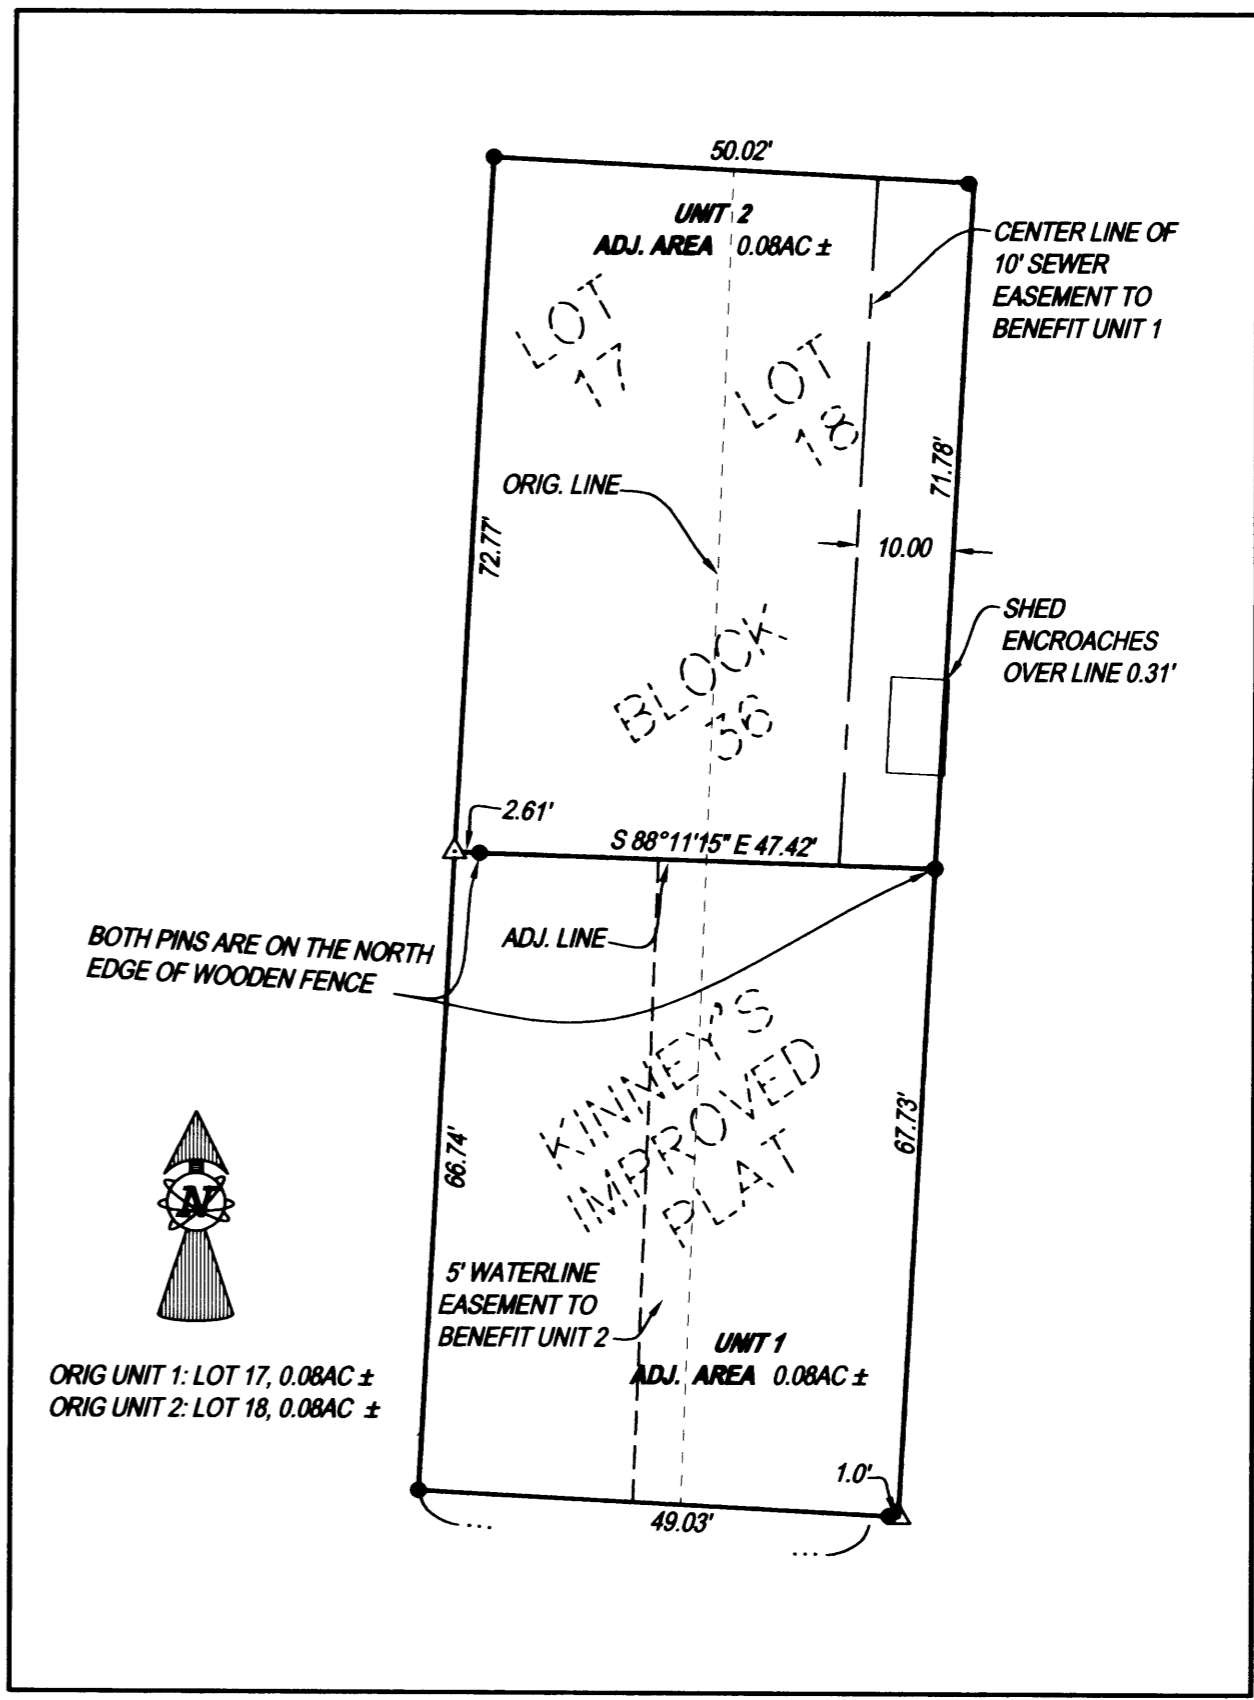 50.02'
UNIT 2
ADJ. AREA 0.08AC ±
CENTER LINE OF
10' SEWER
EASEMENT TO
BENEFIT UNIT 1
LOT
17
LOT
18
ORIG. LINE
71.78'
72.77'
10.00
SHED
ENCROACHES
OVER LINE 0.31'
BLOCK
36
2.61'
S 88°11'15" E 47.42'
BOTH PINS ARE ON THE NORTH
EDGE OF WOODEN FENCE
ADJ. LINE
KINNEY'S
IMPROVED
PLAT
66.74'
67.73'
N
5' WATERLINE
EASEMENT TO
BENEFIT UNIT 2
UNIT 1
ADJ. AREA 0.08AC ±
ORIG UNIT 1: LOT 17, 0.08AC ±
ORIG UNIT 2: LOT 18, 0.08AC ±
1.0'
49.03'
...
...